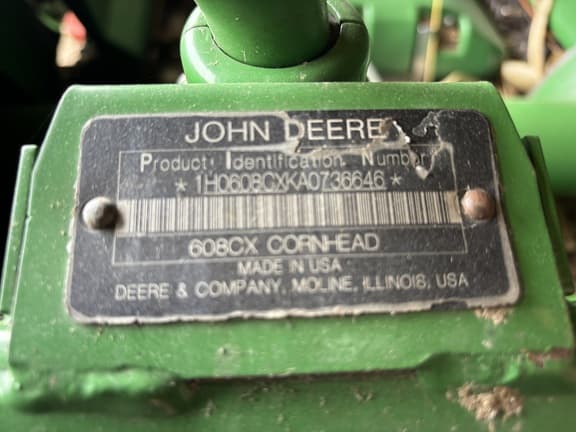 JOHN DEERE
Product Identification Number
*1H0608CXKA0736646*
608CX CORNHEAD
MADE IN USA
DEERE & COMPANY, MOLINE, ILLINOIS, USA